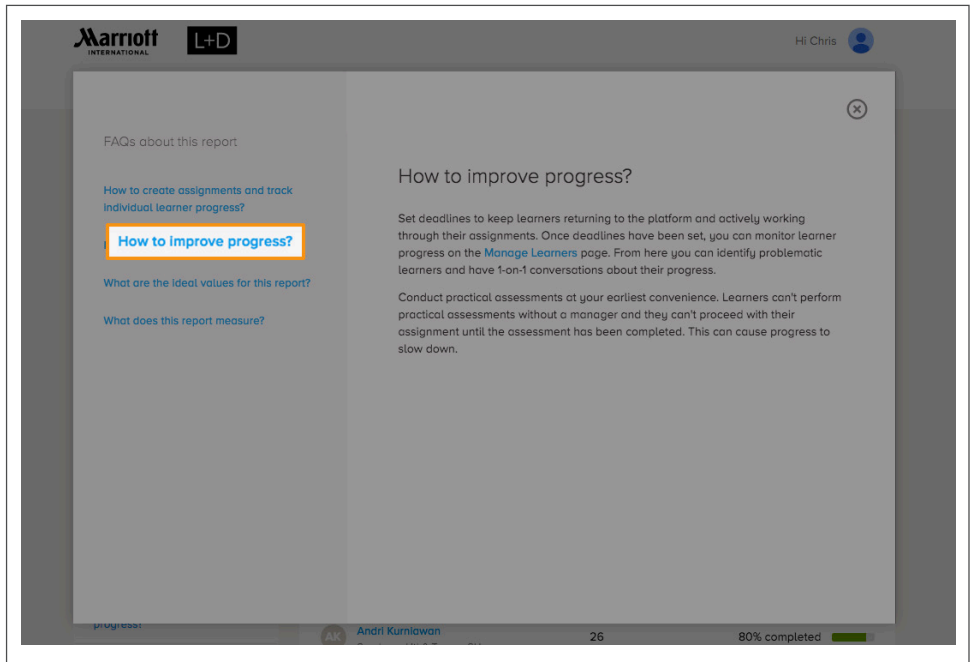 Marriott
INTERNATIONAL
L+D
Hi Chris
FAQs about this report
How to create assignments and track
individual learner progress?
How to improve progress?
What are the ideal values for this report?
What does this report measure?
How to improve progress?
Set deadlines to keep learners returning to the platform and actively working
through their assignments. Once deadlines have been set, you can monitor learner
progress on the Manage Learners page. From here you can identify problematic
learners and have 1-on-1 conversations about their progress.
Conduct practical assessments at your earliest convenience. Learners can't perform
practical assessments without a manager and they can't proceed with their
assignment until the assessment has been completed. This can cause progress to
slow down.
progress?
AK
Andri Kurniawan
26
80% completed